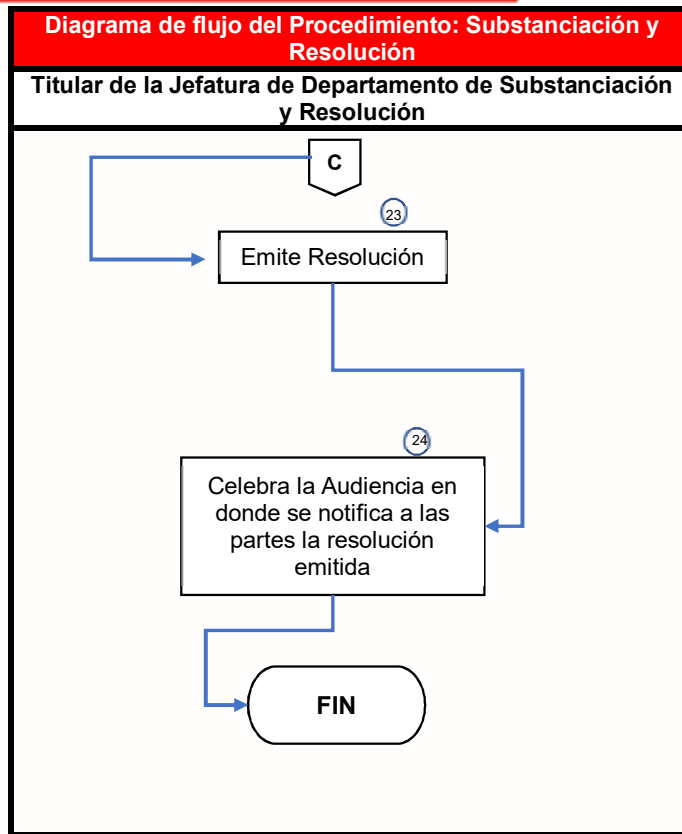 Diagrama de flujo del Procedimiento: Substanciación y
Resolución
Titular de la Jefatura de Departamento de Substanciación
y Resolución
C
23
Emite Resolución
24
Celebra la Audiencia en
donde se notifica a las
partes la resolución
emitida
FIN